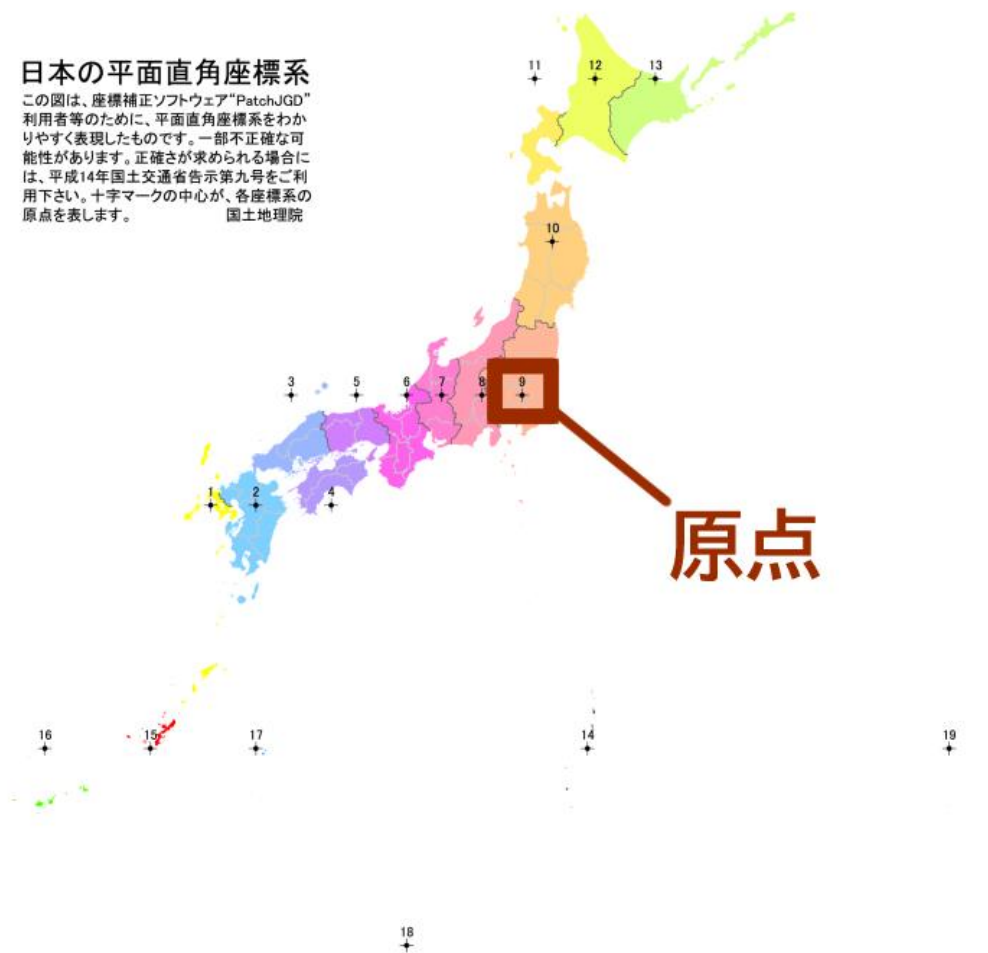 日本の平面直角座標系
この図は、座標補正ソフトウェア“PatchJGD”
利用者等のために、平面直角座標系をわか
りやすく表現したものです。一部不正確な可
能性があります。正確さが求められる場合に
は、平成14年国土交通省告示第九号をご利
用下さい。十字マークの中心が、各座標系の
原点を表します。 国土地理院
11 12 13
10
3 5 6 7 8 9
1 2 4
原点
16 15 17 14 19
18